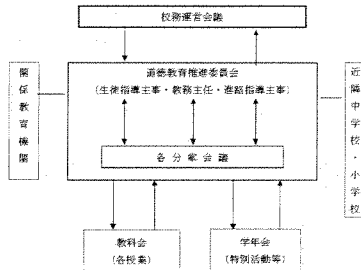 校務運営会議
関係教育機関
道徳教育推進委員会
(生徒指導主事・教務主任・進路指導主事)
各分掌会議
近隣中学校・小学校
教科会
(各授業)
学年会
(特別活動等)